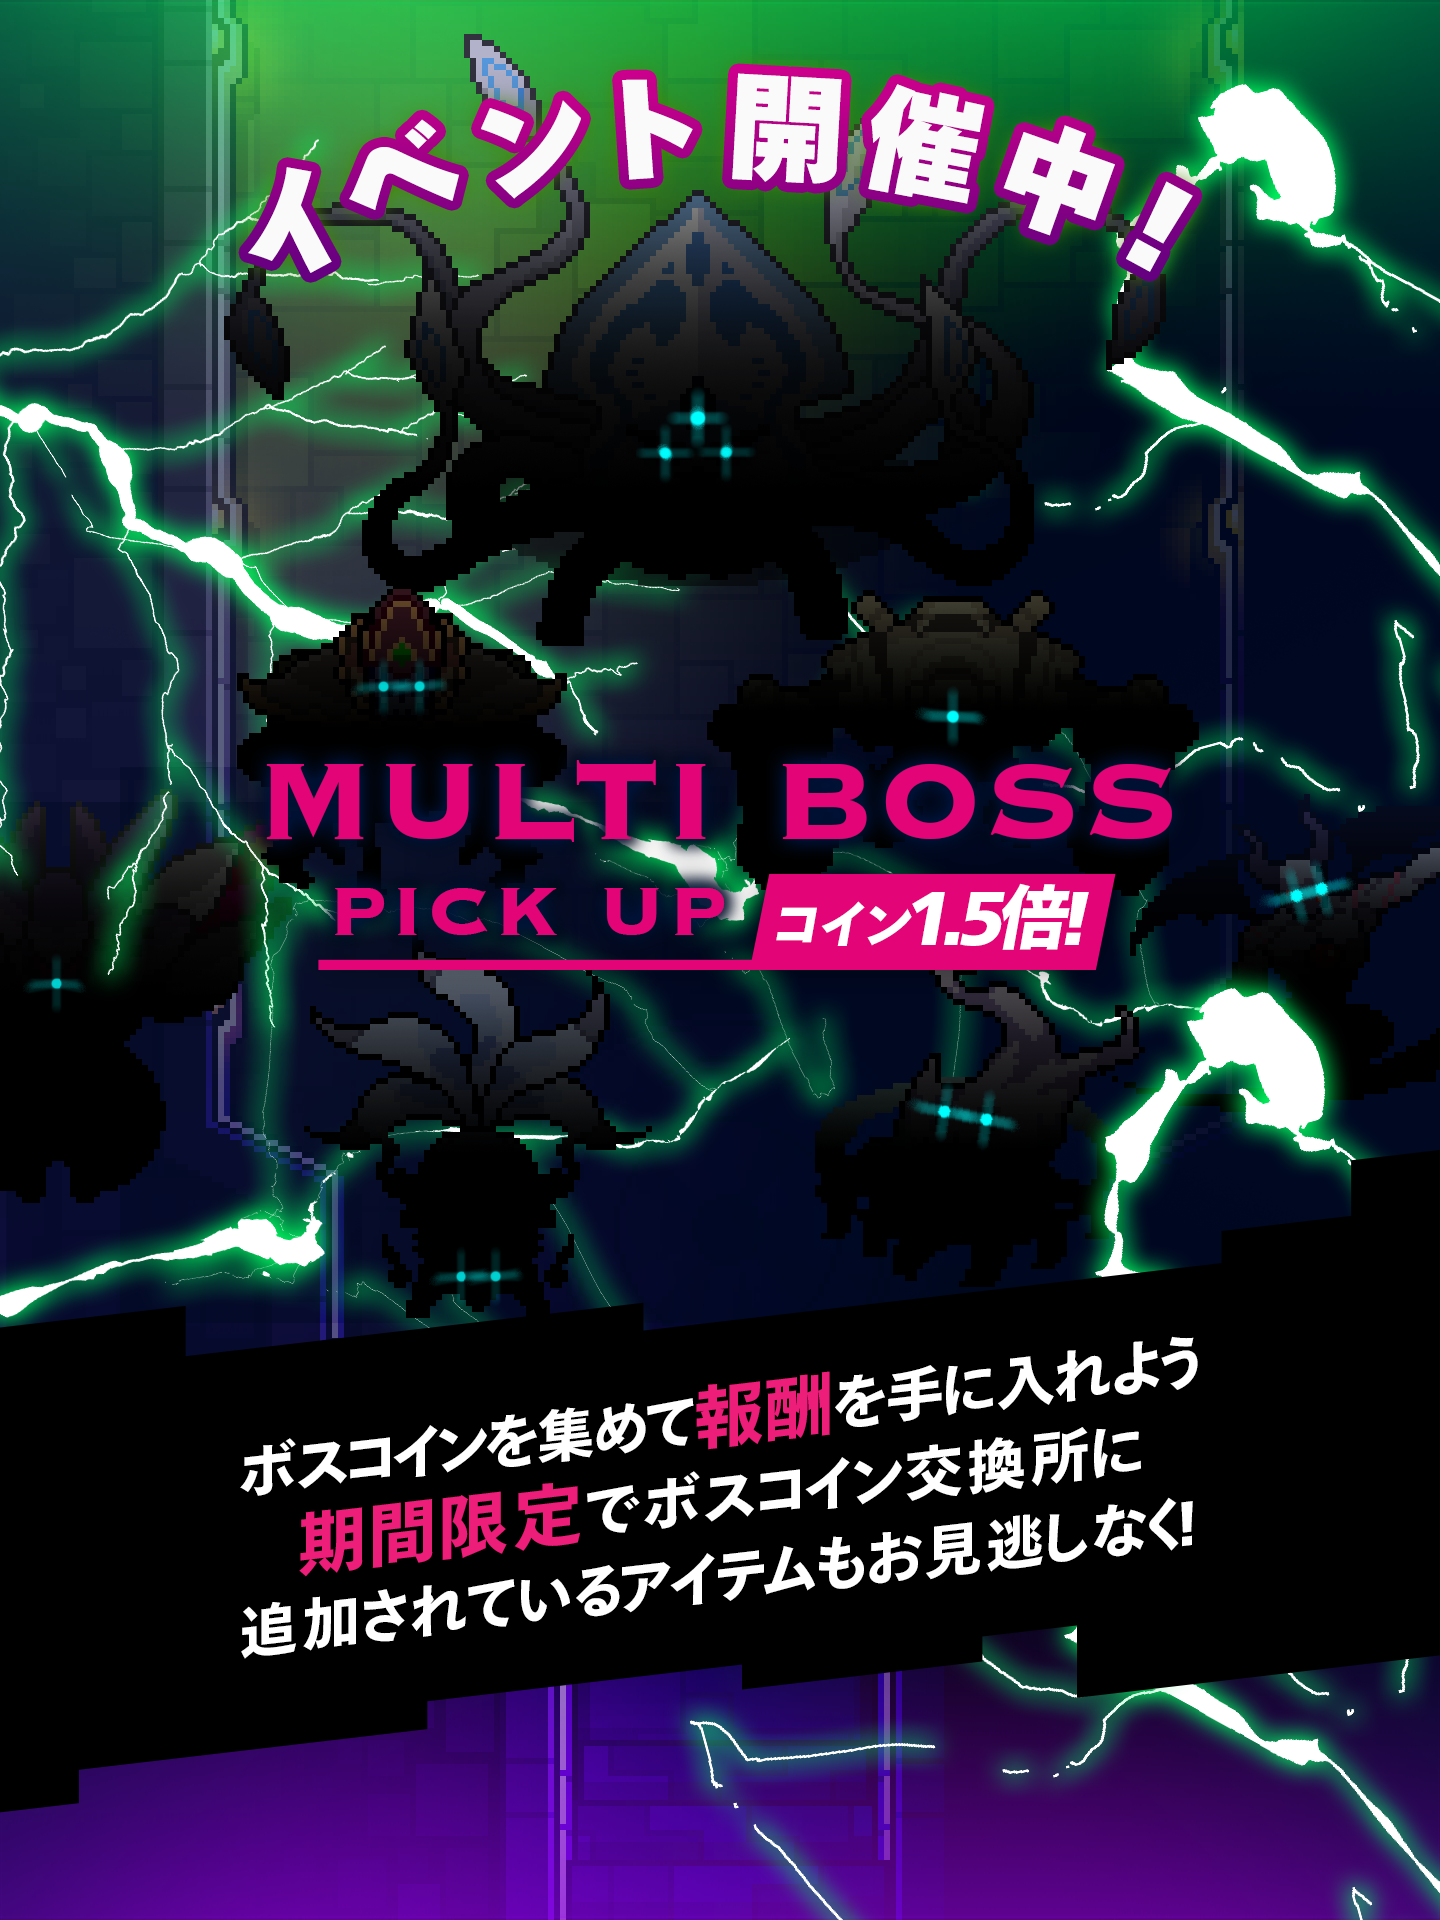 イベント開催中！
MULTI BOSS
PICK UP コイン1.5倍!
ボスコインを集めて報酬を手に入れよう
期間限定でボスコイン交換所に
追加されているアイテムもお見逃しなく!